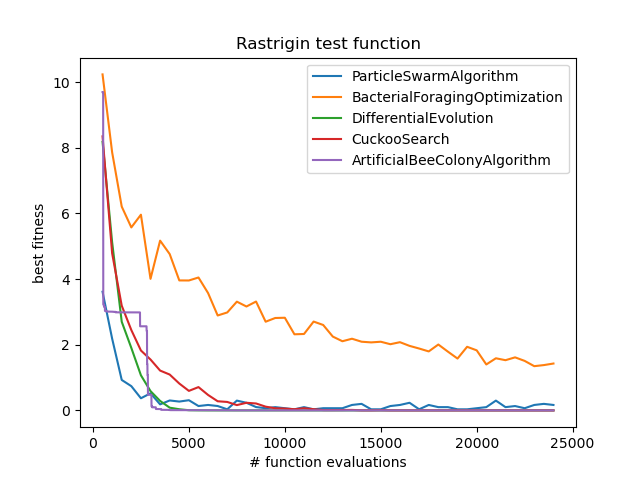 Rastrigin test function
ParticleSwarmAlgorithm
BacterialForagingOptimization
DifferentialEvolution
CuckooSearch
ArtificialBeeColonyAlgorithm
best fitness
10
8
6
4
2
0
0 5000 10000 15000 20000 25000
# function evaluations